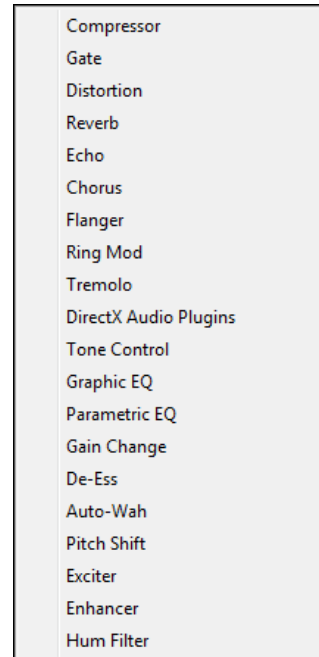 Compressor
Gate
Distortion
Reverb
Echo
Chorus
Flanger
Ring Mod
Tremolo
DirectX Audio Plugins
Tone Control
Graphic EQ
Parametric EQ
Gain Change
De-Ess
Auto-Wah
Pitch Shift
Exciter
Enhancer
Hum Filter